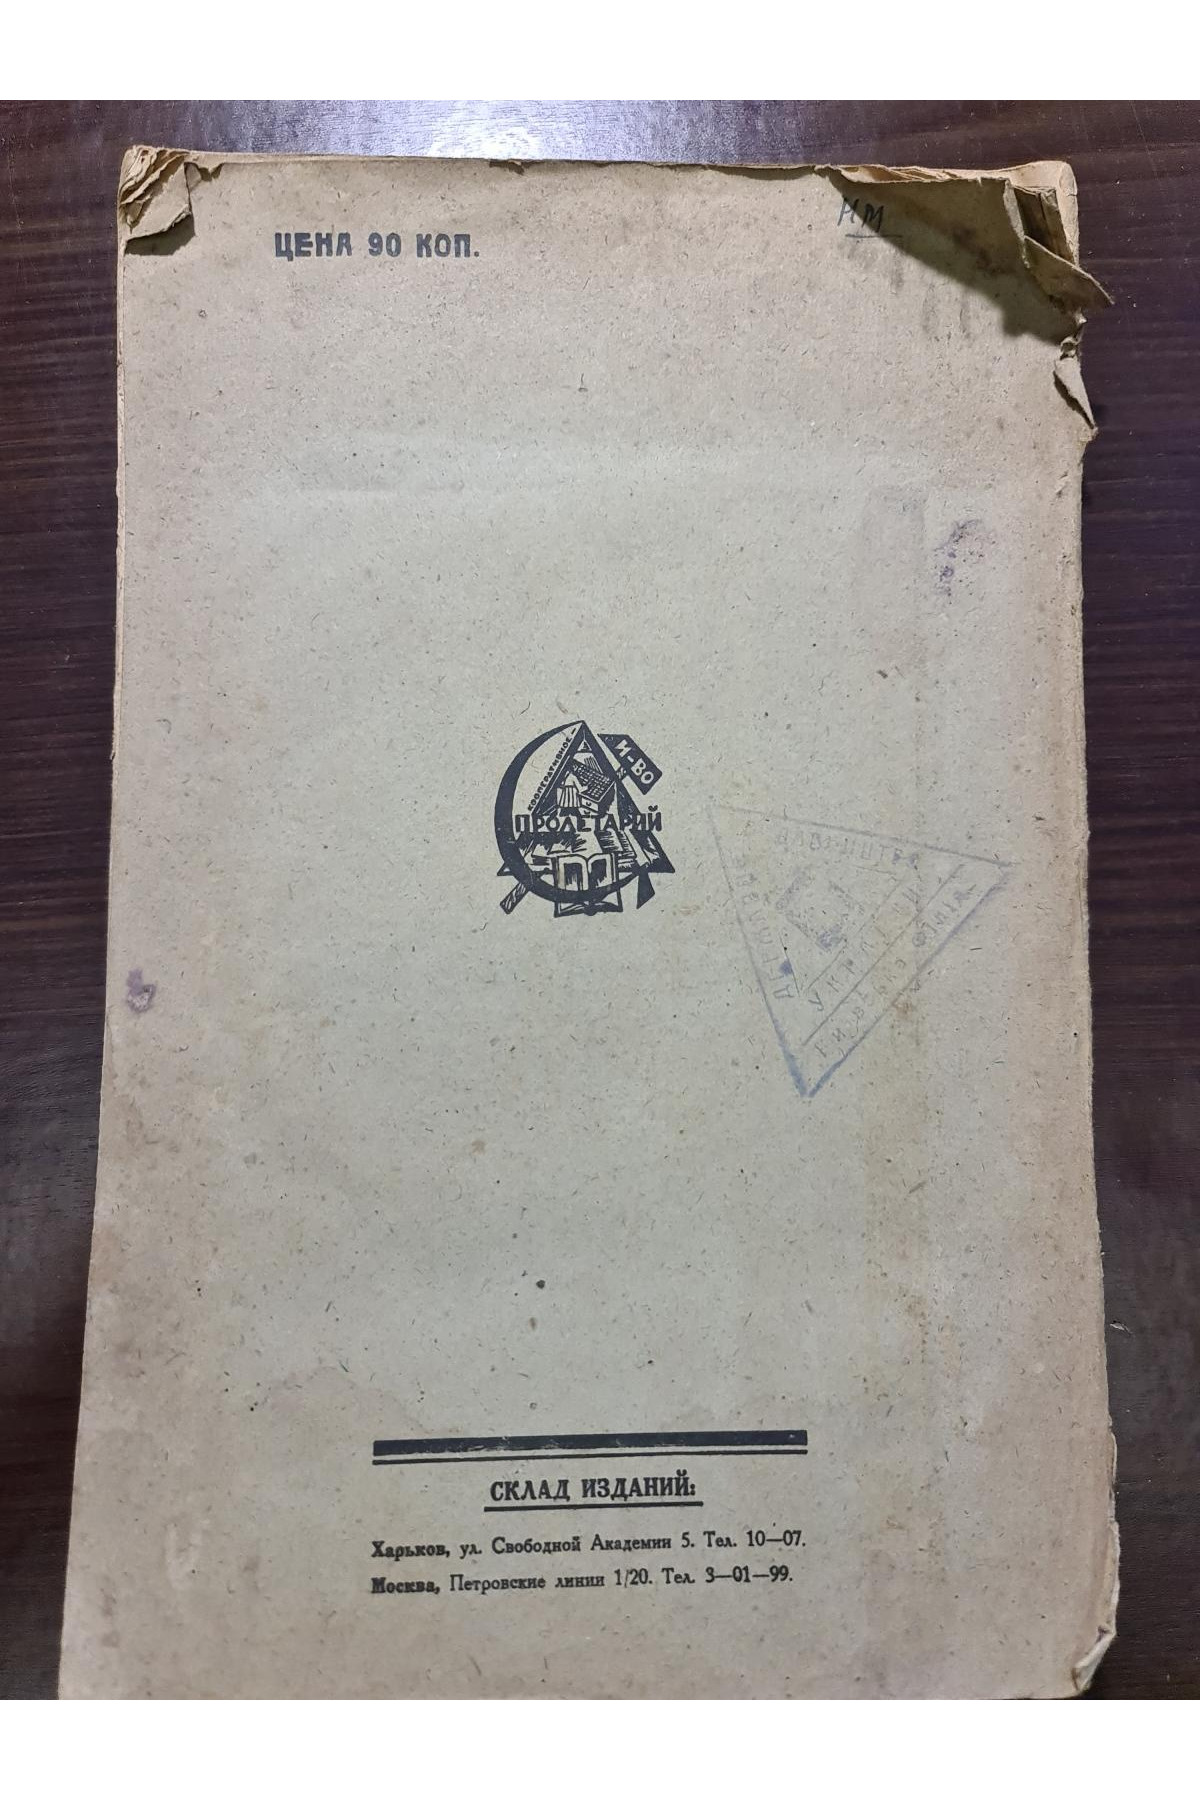 ЦЕНА 90 КОП.
НМ
КООПЕРАТИВНОЕ
И-ВО
ПРОЛЕТАРИЙ
СКЛАД ИЗДАНИЙ:
Харьков, ул. Свободной Академии 5. Тел. 10—07.
Москва, Петровские линии 1/20. Тел. 3—01—99.